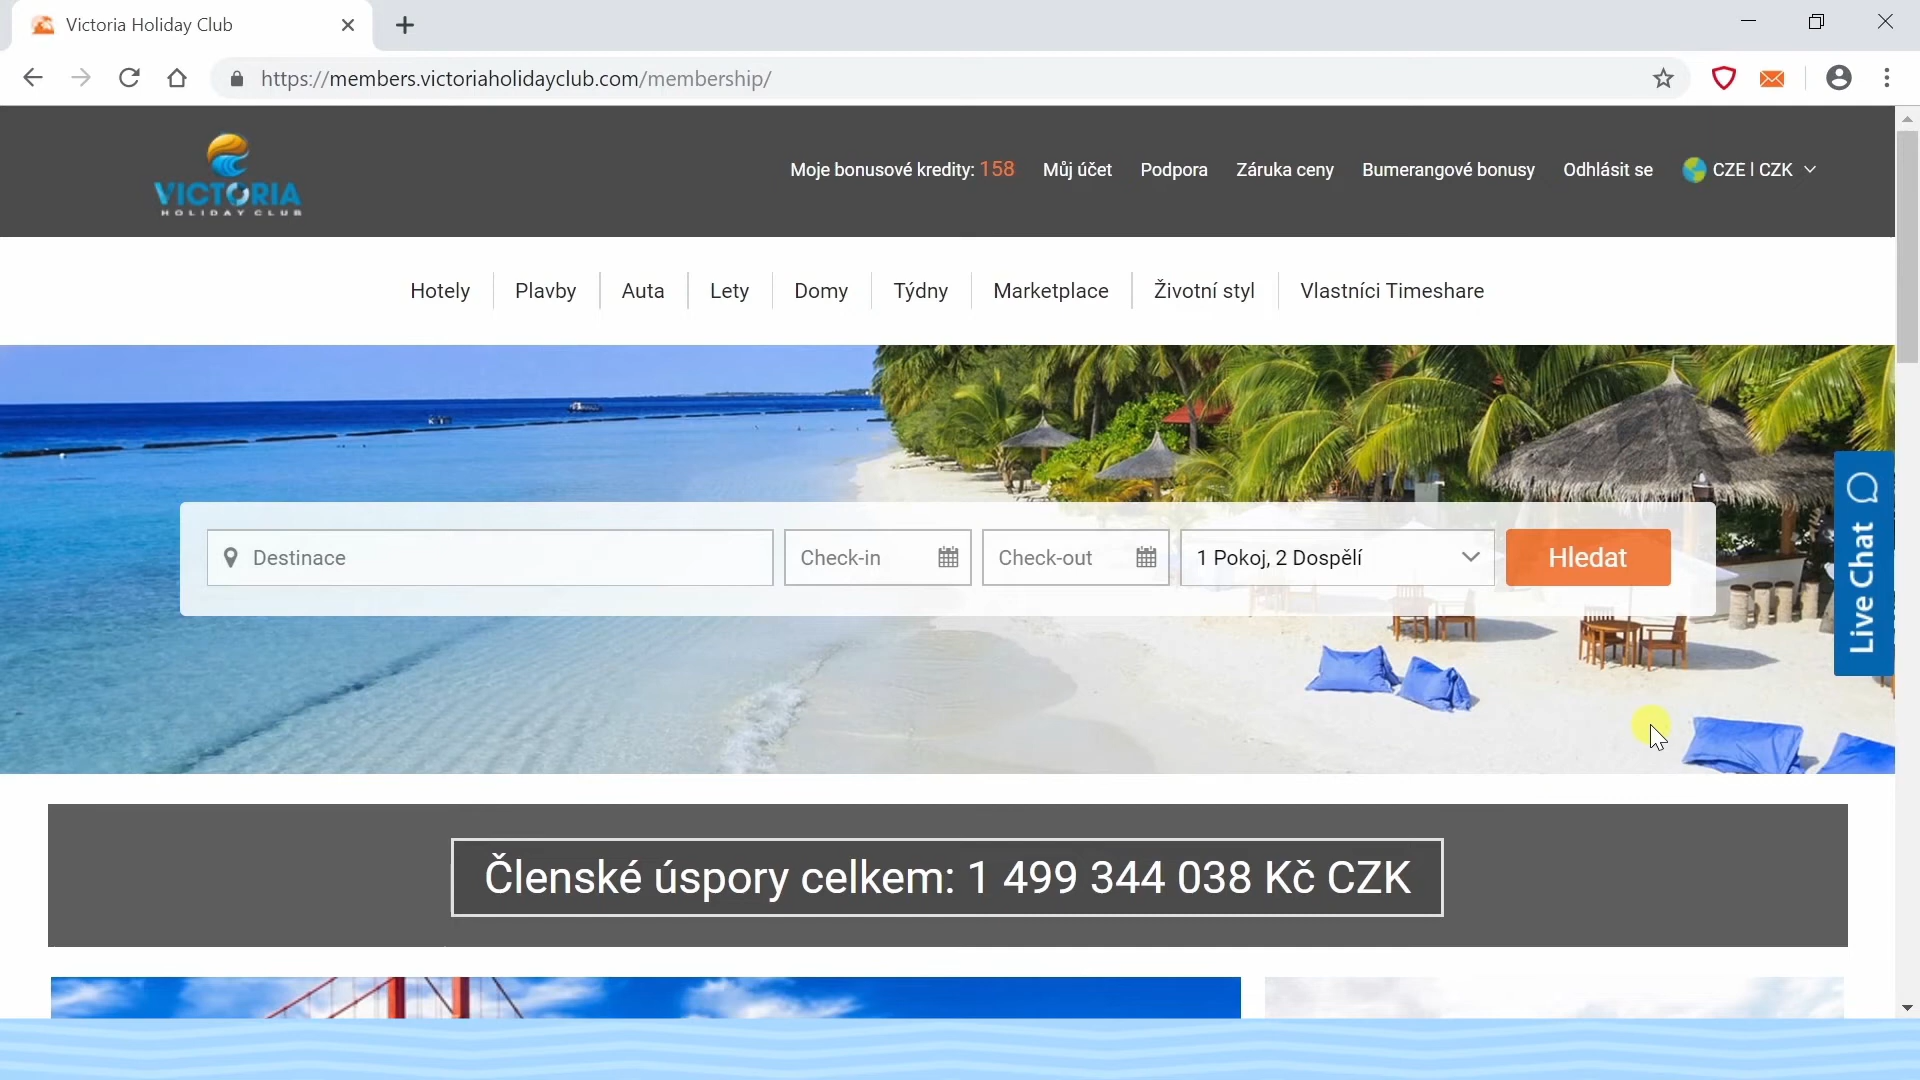 Victoria Holiday Club
https://members.victoriaholidayclub.com/membership/
VICTORIA
HOLIDAY CLUB
Moje bonusové kredity: 158
Můj účet
Podpora
Záruka ceny
Bumerangové bonusy
Odhlásit se
CZE | CZK
Hotely
Plavby
Auta
Lety
Domy
Týdny
Marketplace
Životní styl
Vlastníci Timeshare
Destinace
Check-in
Check-out
1 Pokoj, 2 Dospělí
Hledat
Live Chat
Členské úspory celkem: 1 499 344 038 Kč CZK